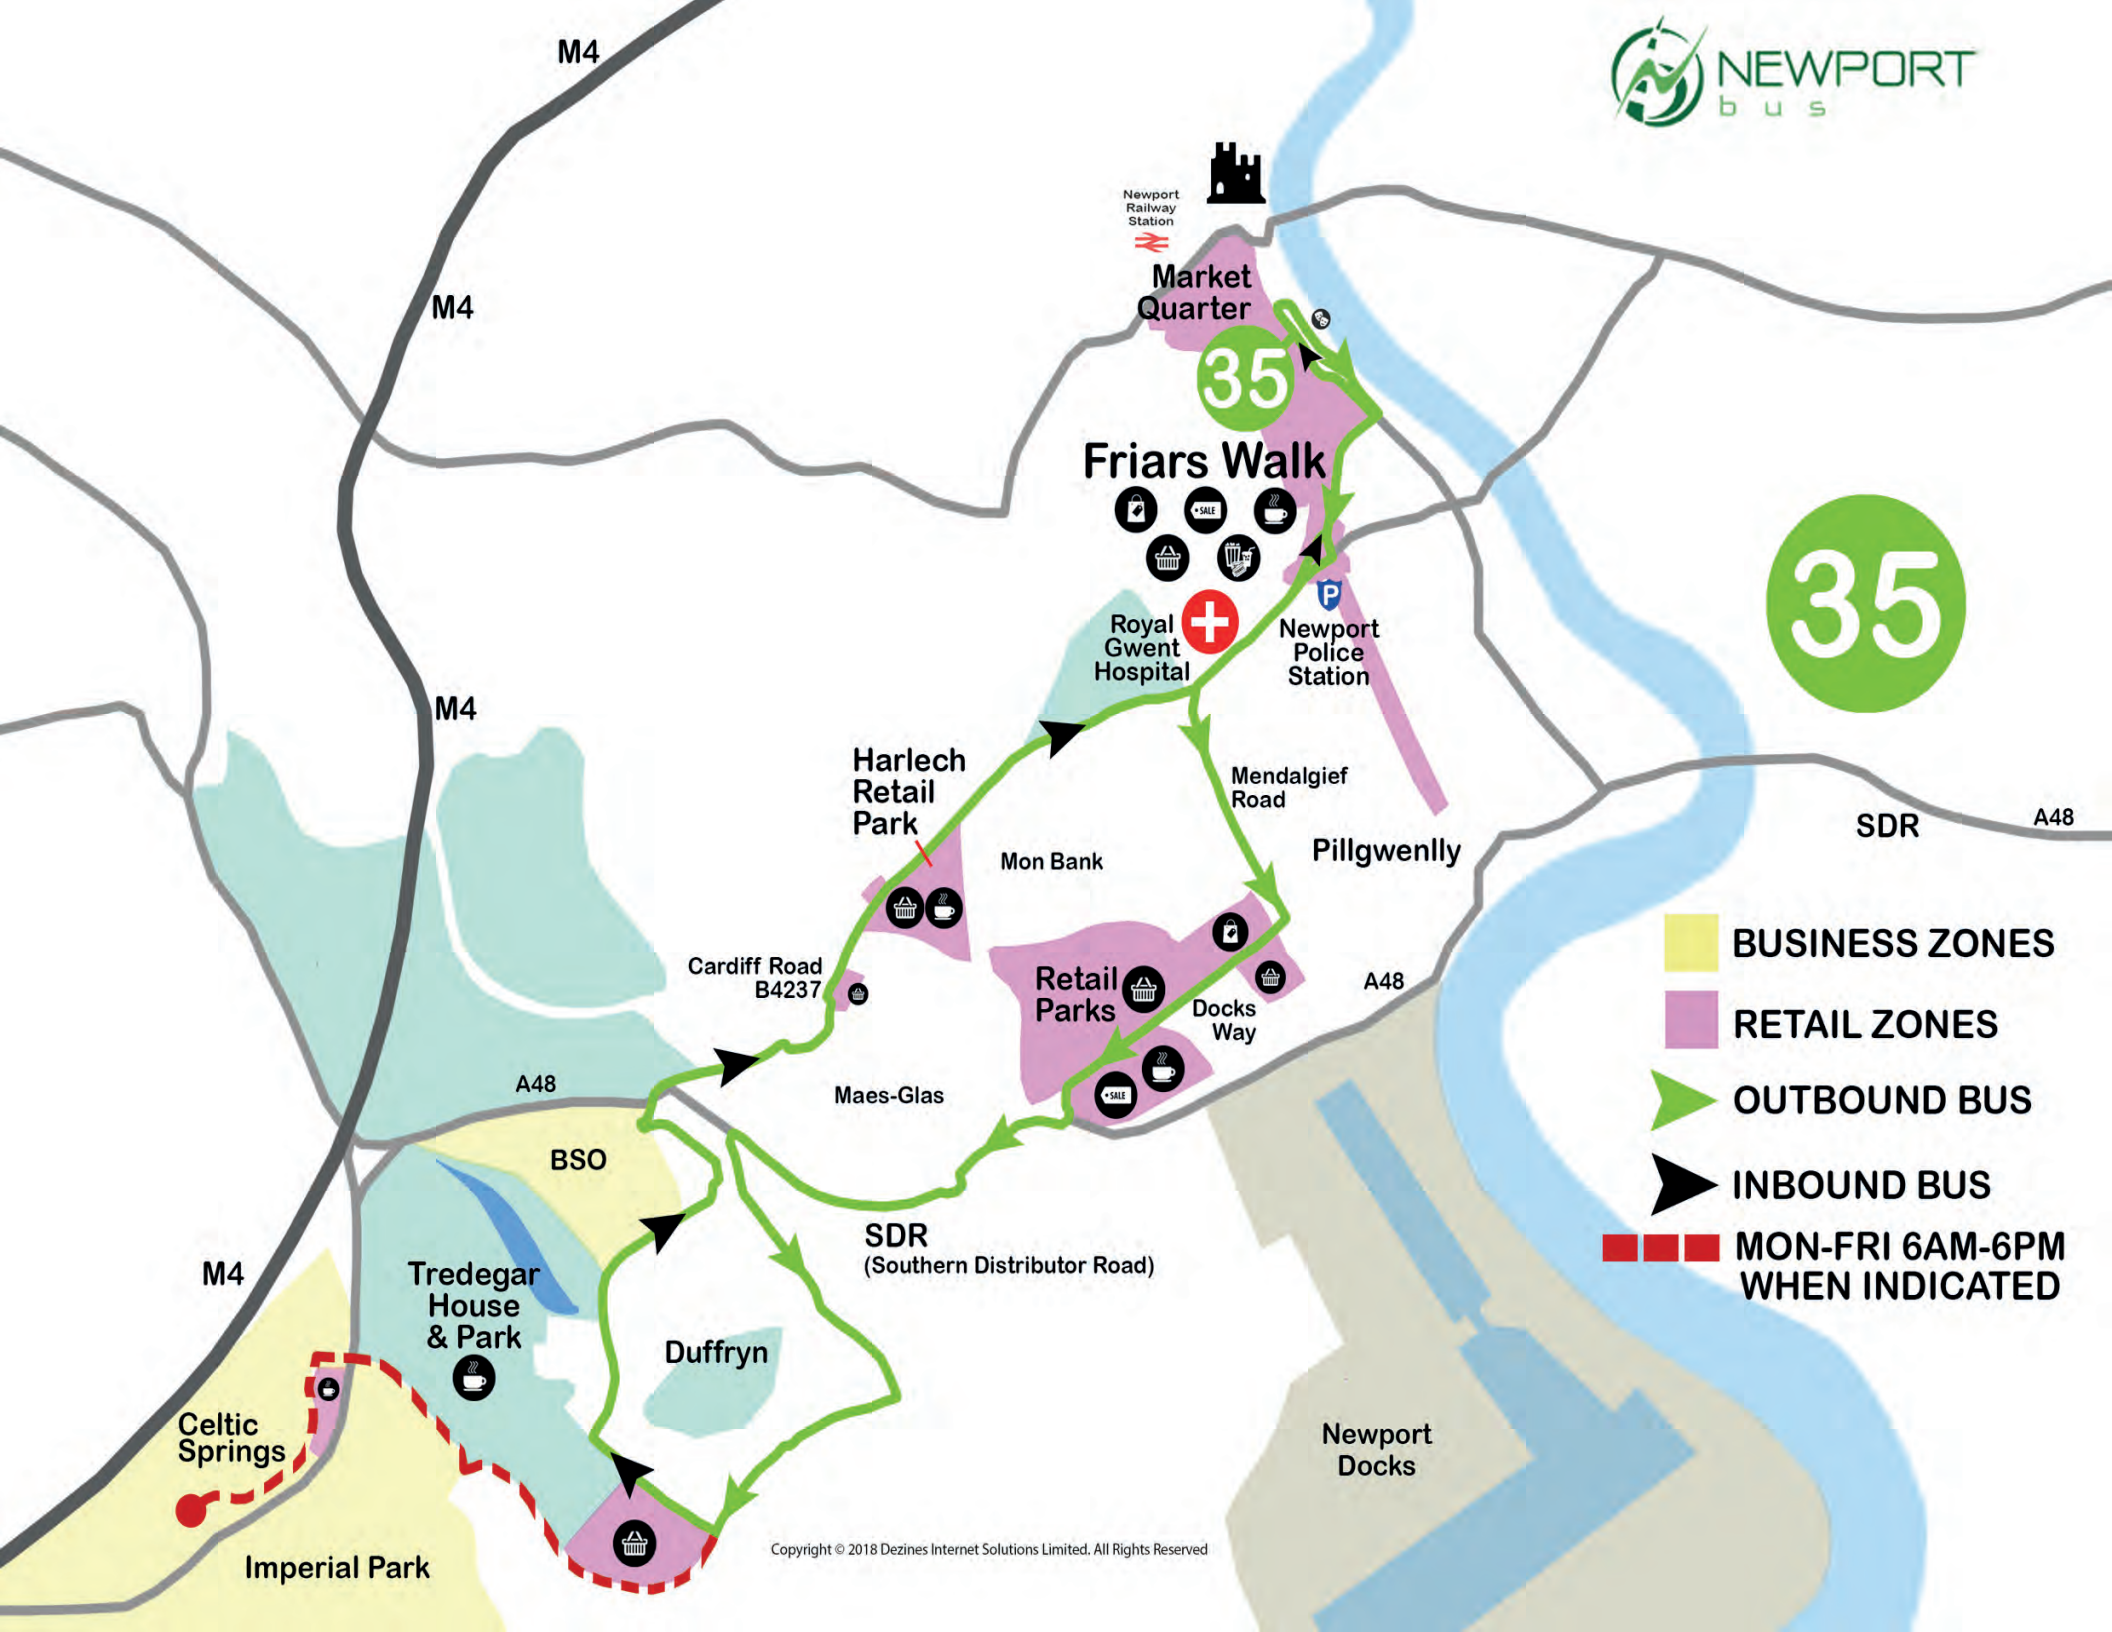 M4
NEWPORT
bus
Newport
Railway
Station
M4
Market
Quarter
35
Friars Walk
SALE
P
Royal
Gwent
Hospital
Newport
Police
Station
35
M4
Harlech
Retail
Park
Mendalgief
Road
Mon Bank
Pillgwenlly
SDR
A48
Cardiff Road
B4237
Retail
Parks
Docks
Way
A48
SALE
A48
Maes-Glas
BSO
BUSINESS ZONES
RETAIL ZONES
OUTBOUND BUS
INBOUND BUS
MON-FRI 6AM-6PM
WHEN INDICATED
SDR
(Southern Distributor Road)
M4
Tredegar
House
& Park
Duffryn
Celtic
Springs
Newport
Docks
Imperial Park
Copyright © 2018 Dezines Internet Solutions Limited. All Rights Reserved